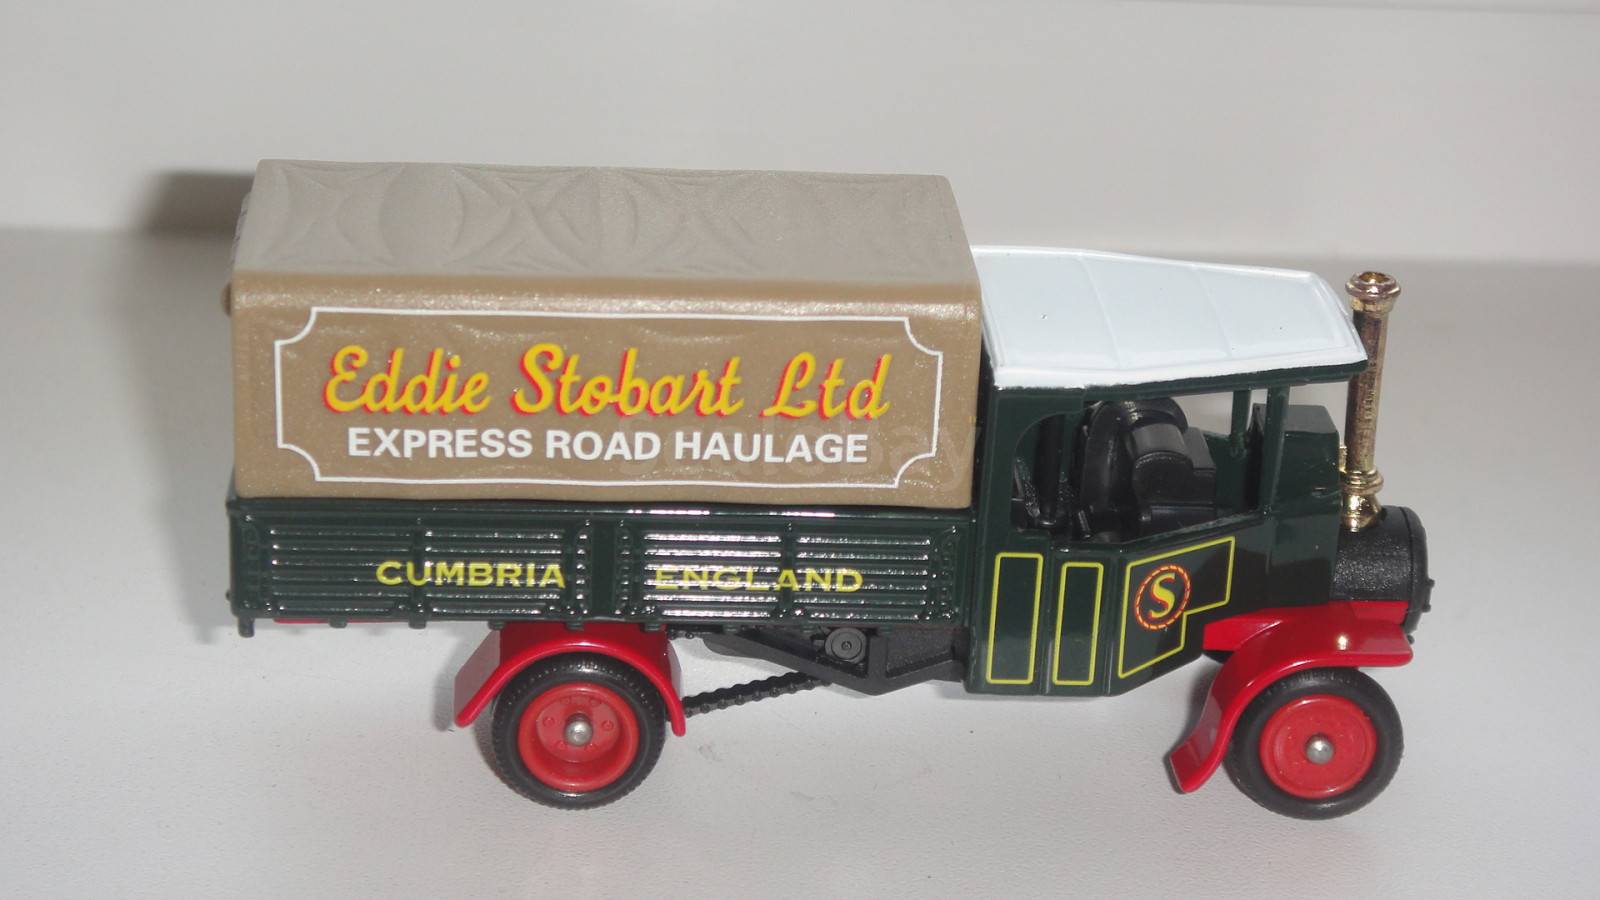 Eddie Stobart Ltd
EXPRESS ROAD HAULAGE
CUMBRIA ENGLAND
S